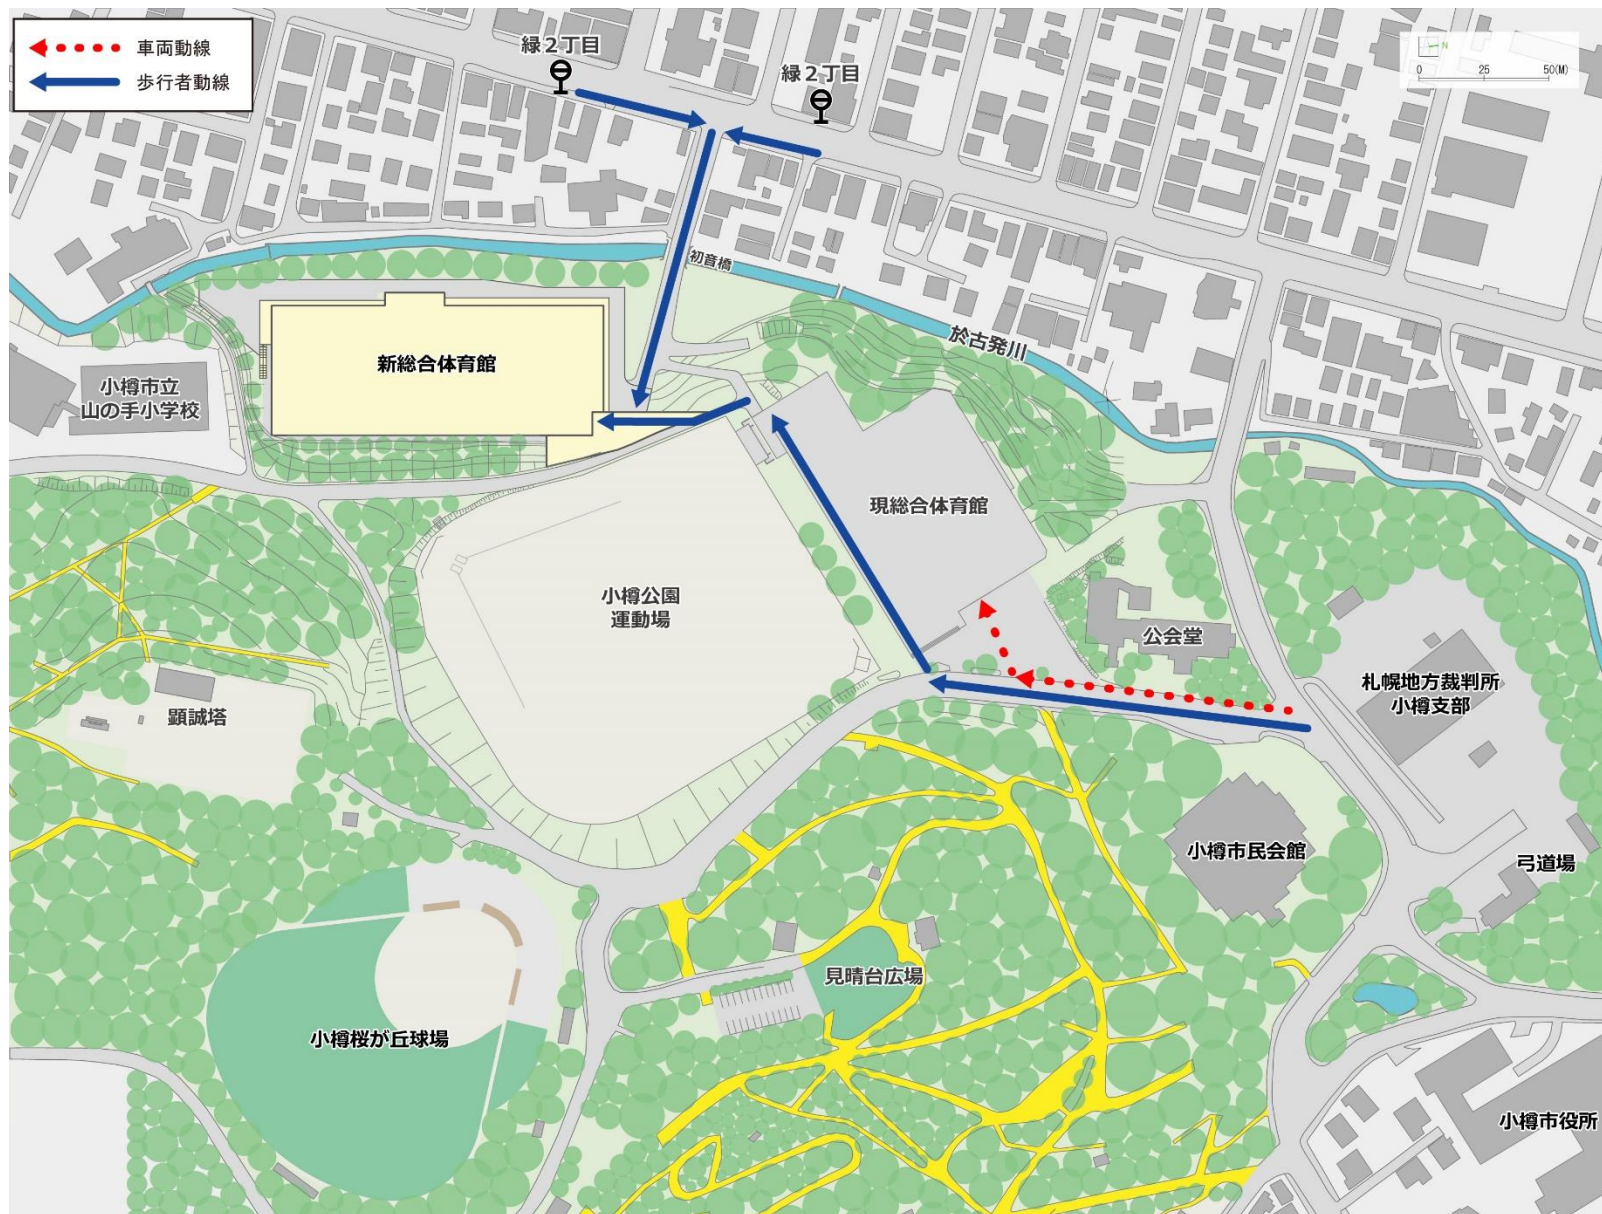 車両動線
歩行者動線
緑２丁目
緑２丁目
N
0 25 50(M)
初音橋
於古発川
新総合体育館
小樽市立
山の手小学校
現総合体育館
小樽公園
運動場
公会堂
札幌地方裁判所
小樽支部
顕誠塔
小樽市民会館
弓道場
見晴台広場
小樽桜が丘球場
小樽市役所